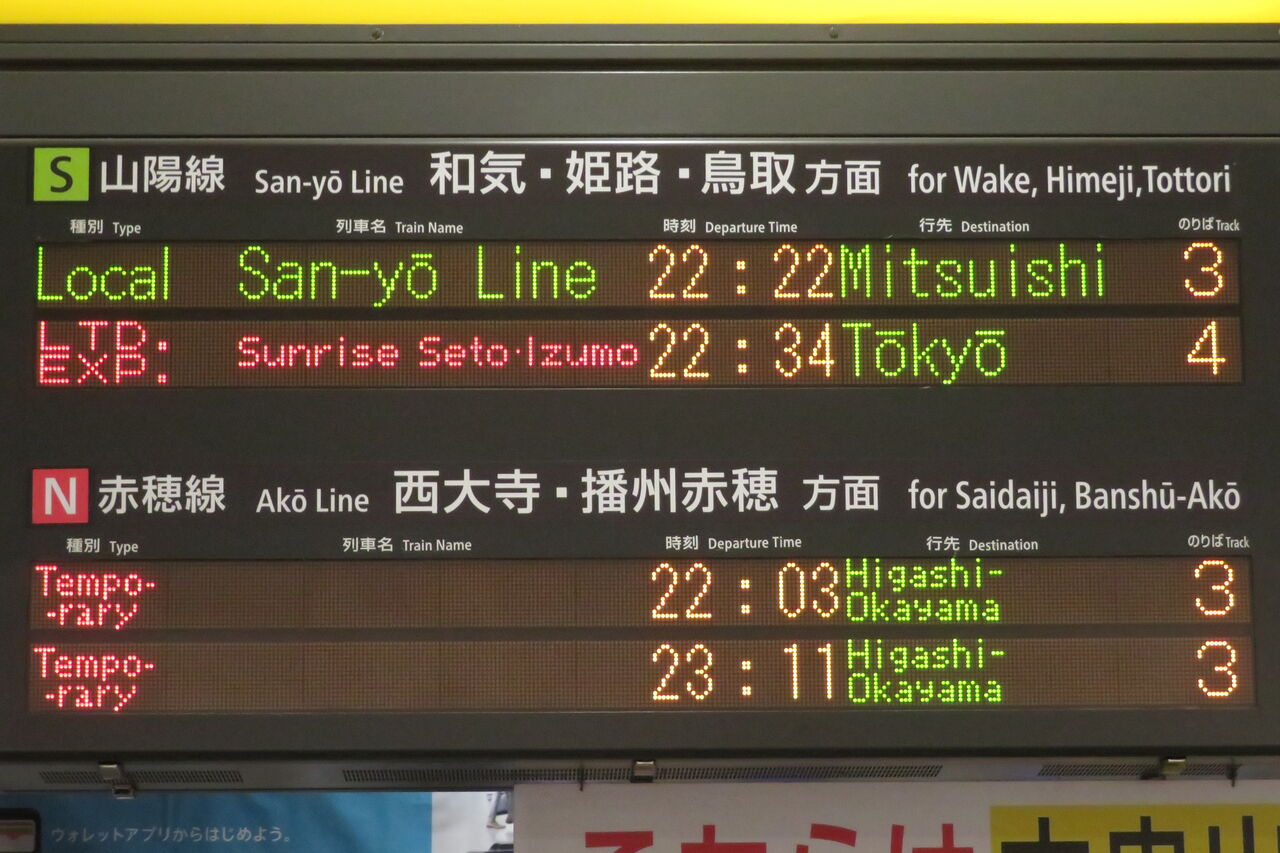 S 山陽線 San-yō Line 和気・姫路・鳥取 方面 for Wake, Himeji,Tottori
種別 Type 列車名 Train Name 時刻 Departure Time 行先 Destination のりば Track
Local San-yō Line 22:22 Mitsuishi 3
LTD. EXP. Sunrise Seto·Izumo 22:34 Tōkyō 4
N 赤穂線 Akō Line 西大寺・播州赤穂 方面 for Saidaiji, Banshū-Akō
種別 Type 列車名 Train Name 時刻 Departure Time 行先 Destination のりば Track
Tempo-
-rary 22:03 Higashi-
Okayama 3
Tempo-
-rary 23:11 Higashi-
Okayama 3
ウォレットアプリからはじめよう。